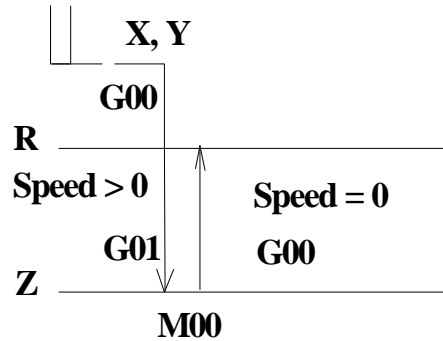 X, Y
G00
R
Speed > 0
Speed = 0
G01
G00
Z
M00